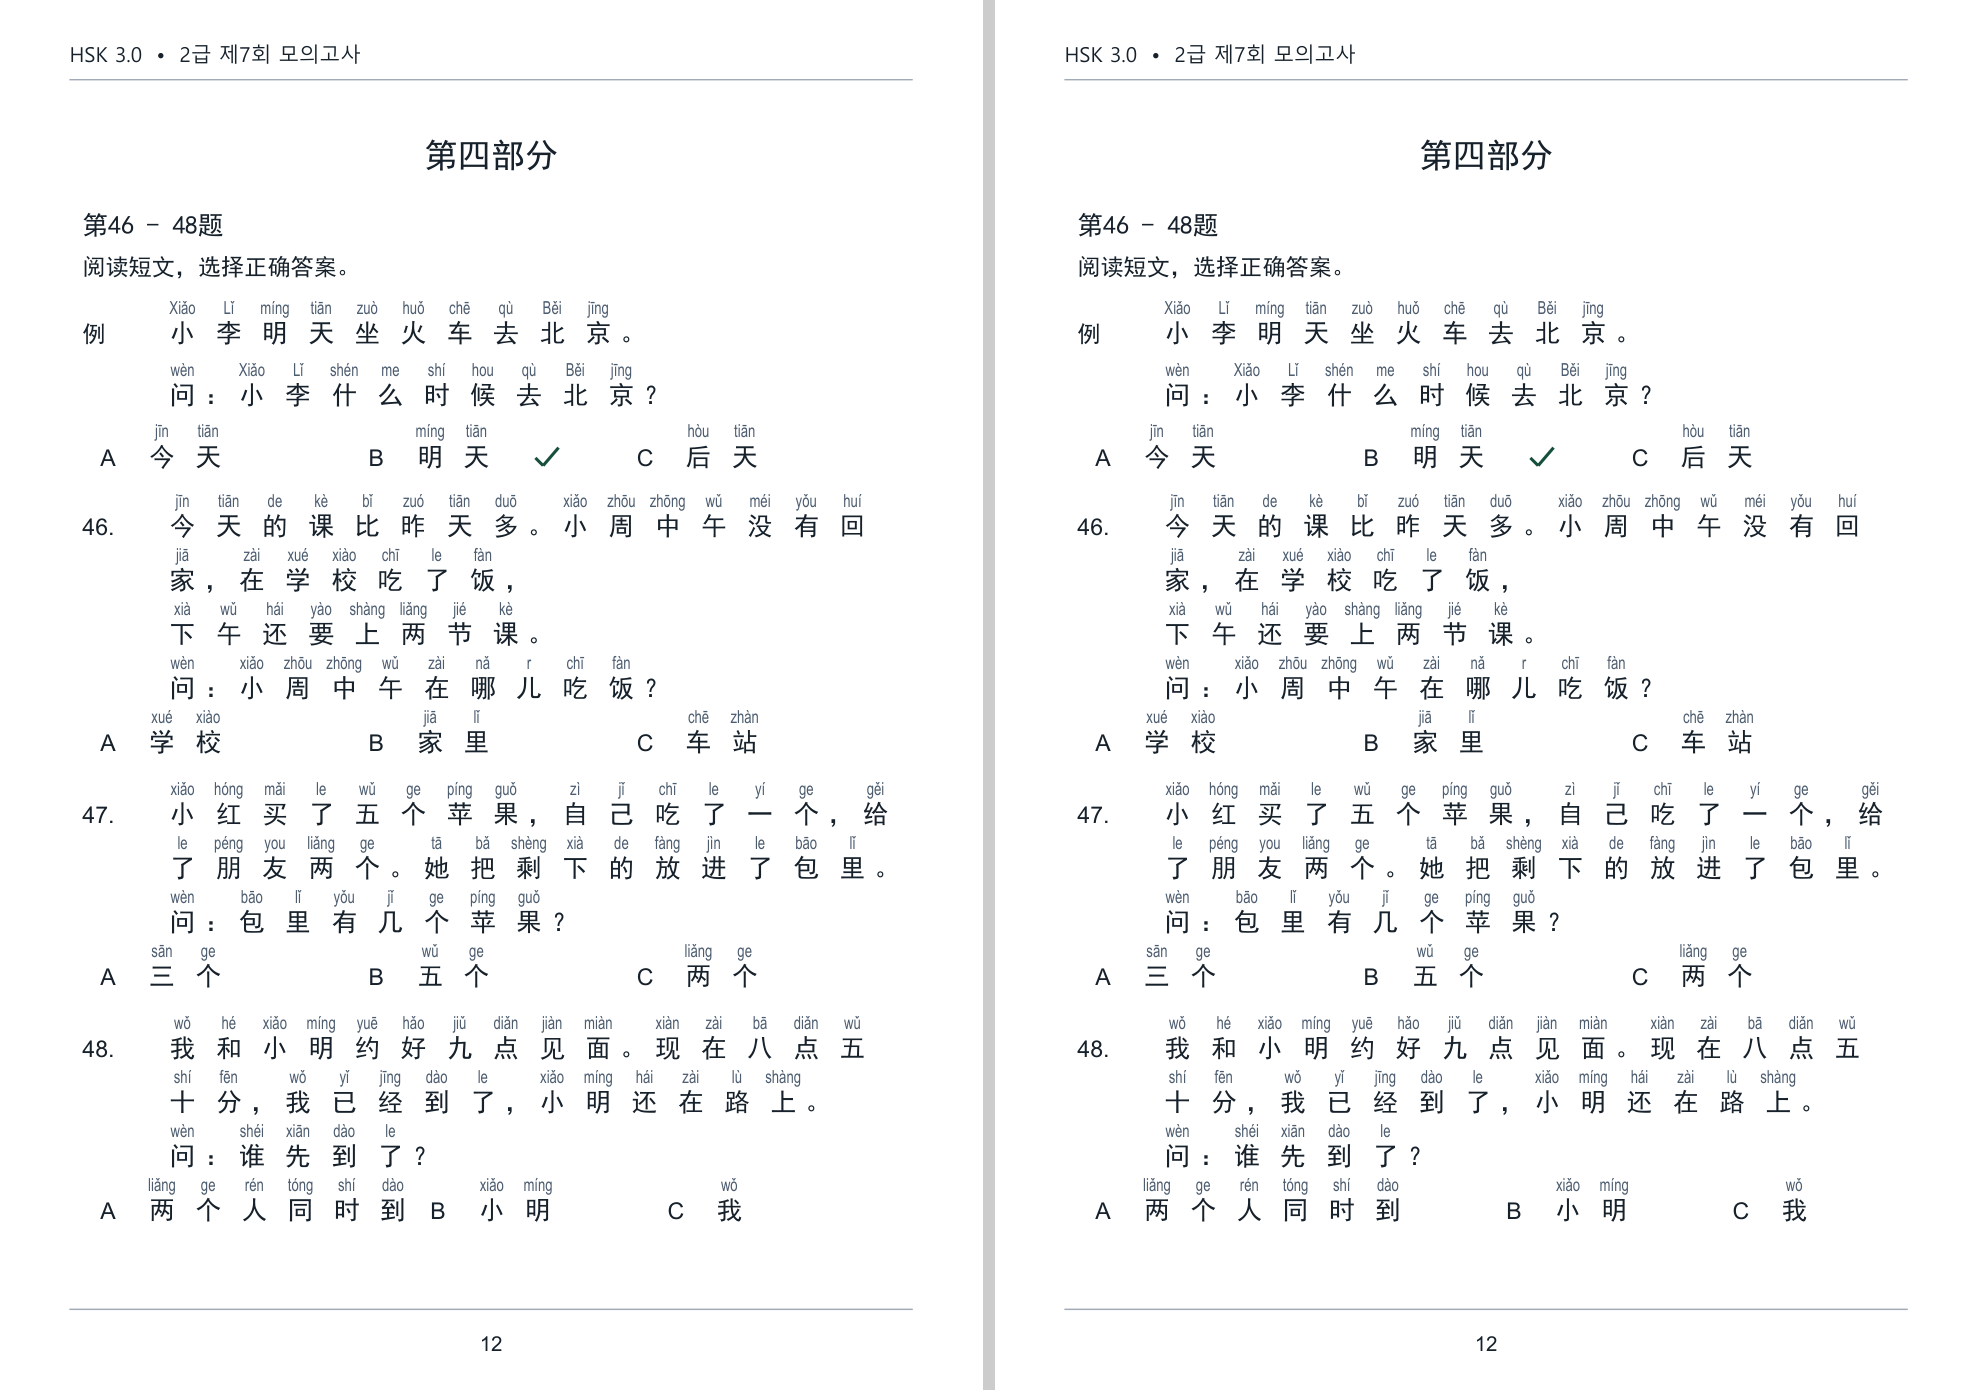 HSK 3.0 • 2급 제7회 모의고사
第四部分
第46 – 48题
阅读短文，选择正确答案。
Xiǎo Lǐ míng tiān zuò huǒ chē qù Běi jīng
例 小李明天坐火车去北京。
wèn Xiǎo Lǐ shén me shí hou qù Běi jīng
问：小李什么时候去北京？
jīn tiān míng tiān hòu tiān
A 今天 B 明天 ✓ C 后天
jīn tiān de kè bǐ zuó tiān duō xiǎo zhōu zhōng wǔ méi yǒu huí
46. 今天的课比昨天多。小周中午没有回
jiā zài xué xiào chī le fàn
家，在学校吃了饭，
xià wǔ hái yào shàng liǎng jié kè
下午还要上两节课。
wèn xiǎo zhōu zhōng wǔ zài nǎ r chī fàn
问：小周中午在哪儿吃饭？
xué xiào jiā lǐ chē zhàn
A 学校 B 家里 C 车站
xiǎo hóng mǎi le wǔ ge píng guǒ zì jǐ chī le yí ge gěi
47. 小红买了五个苹果，自己吃了一个，给
le péng you liǎng ge tā bǎ shèng xià de fàng jìn le bāo lǐ
了朋友两个。她把剩下的放进了包里。
wèn bāo lǐ yǒu jǐ ge píng guǒ
问：包里有几个苹果？
sān ge wǔ ge liǎng ge
A 三个 B 五个 C 两个
wǒ hé xiǎo míng yuē hǎo jiǔ diǎn jiàn miàn xiàn zài bā diǎn wǔ
48. 我和小明约好九点见面。现在八点五
shí fēn wǒ yǐ jīng dào le xiǎo míng hái zài lù shàng
十分，我已经到了，小明还在路上。
wèn shéi xiān dào le
问：谁先到了？
liǎng ge rén tóng shí dào xiǎo míng wǒ
A 两个人同时到 B 小明 C 我
12
HSK 3.0 • 2급 제7회 모의고사
第四部分
第46 – 48题
阅读短文，选择正确答案。
Xiǎo Lǐ míng tiān zuò huǒ chē qù Běi jīng
例 小李明天坐火车去北京。
wèn Xiǎo Lǐ shén me shí hou qù Běi jīng
问：小李什么时候去北京？
jīn tiān míng tiān hòu tiān
A 今天 B 明天 ✓ C 后天
jīn tiān de kè bǐ zuó tiān duō xiǎo zhōu zhōng wǔ méi yǒu huí
46. 今天的课比昨天多。小周中午没有回
jiā zài xué xiào chī le fàn
家，在学校吃了饭，
xià wǔ hái yào shàng liǎng jié kè
下午还要上两节课。
wèn xiǎo zhōu zhōng wǔ zài nǎ r chī fàn
问：小周中午在哪儿吃饭？
xué xiào jiā lǐ chē zhàn
A 学校 B 家里 C 车站
xiǎo hóng mǎi le wǔ ge píng guǒ zì jǐ chī le yí ge gěi
47. 小红买了五个苹果，自己吃了一个，给
le péng you liǎng ge tā bǎ shèng xià de fàng jìn le bāo lǐ
了朋友两个。她把剩下的放进了包里。
wèn bāo lǐ yǒu jǐ ge píng guǒ
问：包里有几个苹果？
sān ge wǔ ge liǎng ge
A 三个 B 五个 C 两个
wǒ hé xiǎo míng yuē hǎo jiǔ diǎn jiàn miàn xiàn zài bā diǎn wǔ
48. 我和小明约好九点见面。现在八点五
shí fēn wǒ yǐ jīng dào le xiǎo míng hái zài lù shàng
十分，我已经到了，小明还在路上。
wèn shéi xiān dào le
问：谁先到了？
liǎng ge rén tóng shí dào xiǎo míng wǒ
A 两个人同时到 B 小明 C 我
12